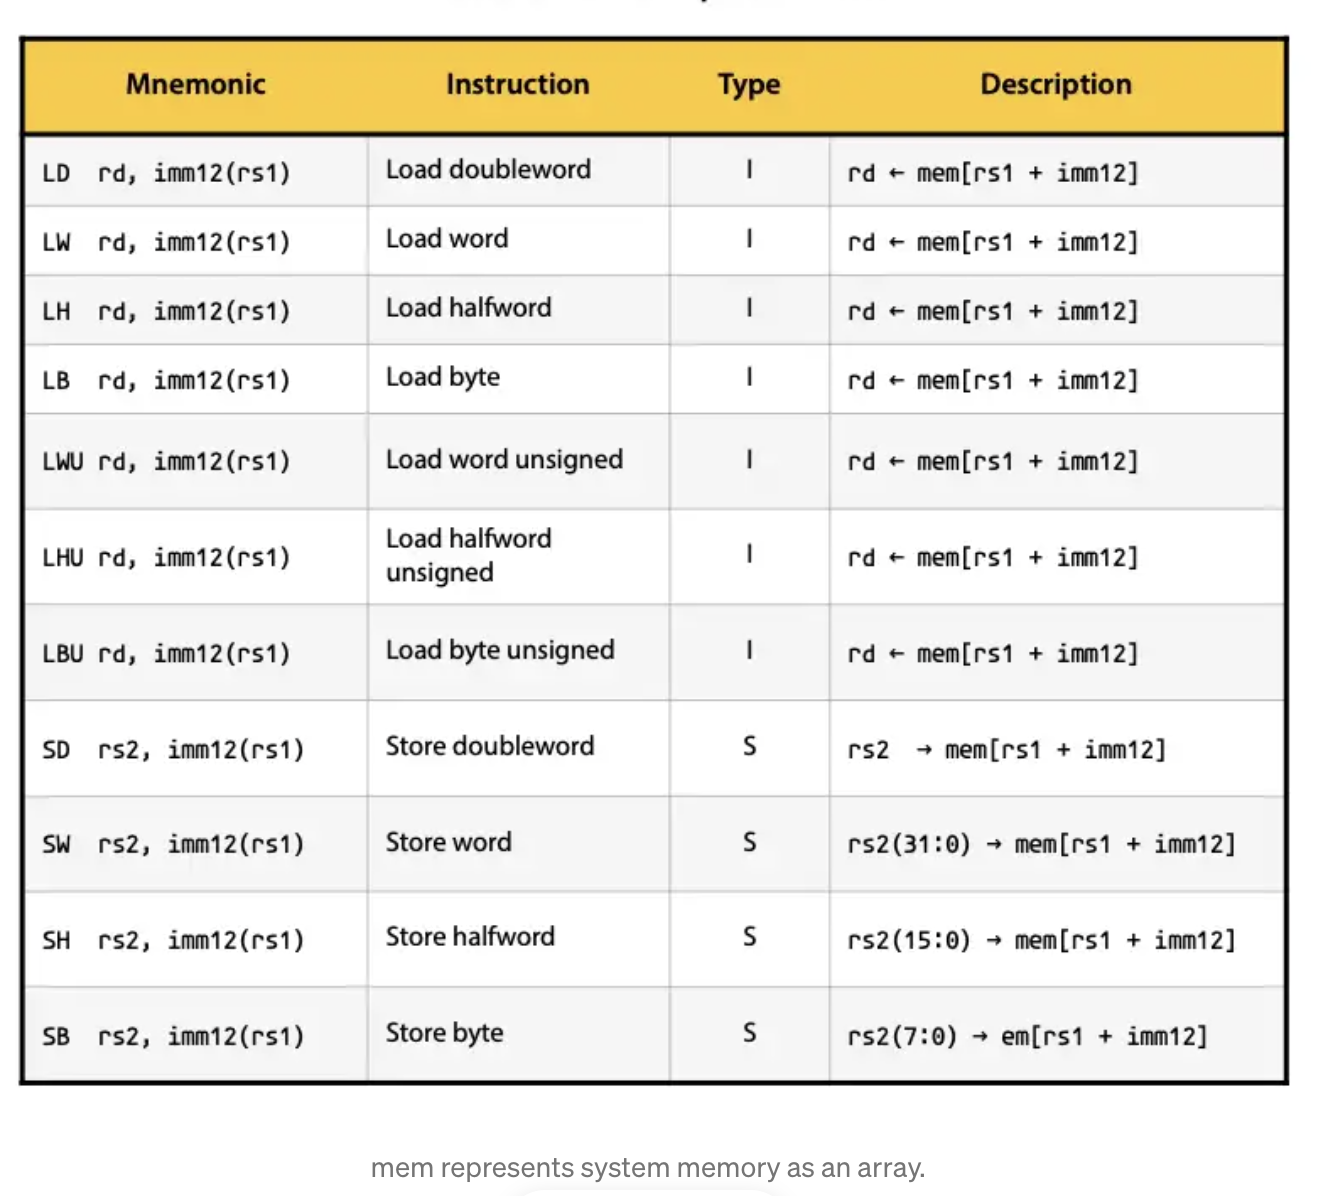 Mnemonic Instruction Type Description
LD rd, imm12(rs1) Load doubleword I rd ← mem[rs1 + imm12]
LW rd, imm12(rs1) Load word I rd ← mem[rs1 + imm12]
LH rd, imm12(rs1) Load halfword I rd ← mem[rs1 + imm12]
LB rd, imm12(rs1) Load byte I rd ← mem[rs1 + imm12]
LWU rd, imm12(rs1) Load word unsigned I rd ← mem[rs1 + imm12]
LHU rd, imm12(rs1) Load halfword unsigned I rd ← mem[rs1 + imm12]
LBU rd, imm12(rs1) Load byte unsigned I rd ← mem[rs1 + imm12]
SD rs2, imm12(rs1) Store doubleword S rs2 → mem[rs1 + imm12]
SW rs2, imm12(rs1) Store word S rs2(31:0) → mem[rs1 + imm12]
SH rs2, imm12(rs1) Store halfword S rs2(15:0) → mem[rs1 + imm12]
SB rs2, imm12(rs1) Store byte S rs2(7:0) → em[rs1 + imm12]
mem represents system memory as an array.